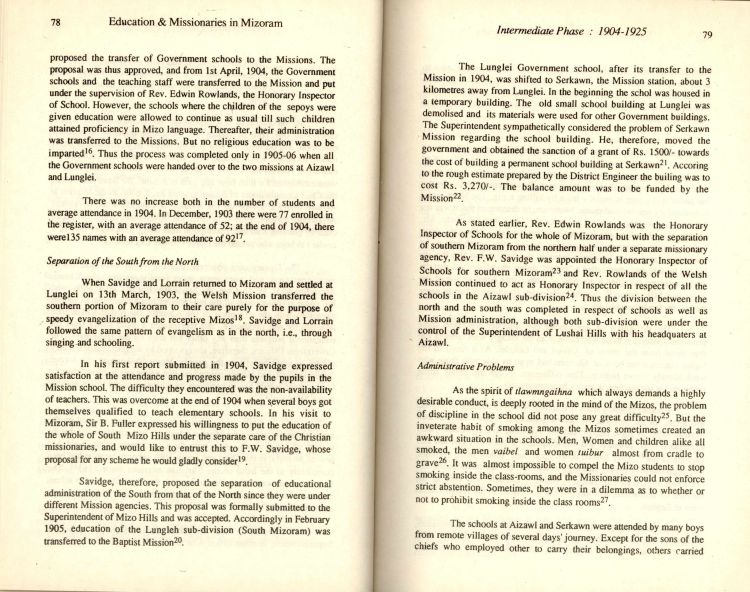 78 Education & Missionaries in Mizoram
proposed the transfer of Government schools to the Missions. The
proposal was thus approved, and from 1st April, 1904, the Government
schools and the teaching staff were transferred to the Mission and put
under the supervision of Rev. Edwin Rowlands, the Honorary Inspector
of School. However, the schools where the children of the sepoys were
given education were allowed to continue as usual till such children
attained proficiency in Mizo language. Thereafter, their administration
was transferred to the Missions. But no religious education was to be
imparted16. Thus the process was completed only in 1905-06 when all
the Government schools were handed over to the two missions at Aizawl
and Lunglei.
There was no increase both in the number of students and
average attendance in 1904. In December, 1903 there were 77 enrolled in
the register, with an average attendance of 52; at the end of 1904, there
were135 names with an average attendance of 9217.
Separation of the South from the North
When Savidge and Lorrain returned to Mizoram and settled at
Lunglei on 13th March, 1903, the Welsh Mission transferred the
southern portion of Mizoram to their care purely for the purpose of
speedy evangelization of the receptive Mizos18. Savidge and Lorrain
followed the same pattern of evangelism as in the north, i.e., through
singing and schooling.
In his first report submitted in 1904, Savidge expressed
satisfaction at the attendance and progress made by the pupils in the
Mission school. The difficulty they encountered was the non-availability
of teachers. This was overcome at the end of 1904 when several boys got
themselves qualified to teach elementary schools. In his visit to
Mizoram, Sir B. Fuller expressed his willingness to put the education of
the whole of South Mizo Hills under the separate care of the Christian
missionaries, and would like to entrust this to F.W. Savidge, whose
proposal for any scheme he would gladly consider19.
Savidge, therefore, proposed the separation of educational
administration of the South from that of the North since they were under
different Mission agencies. This proposal was formally submitted to the
Superintendent of Mizo Hills and was accepted. Accordingly in February
1905, education of the Lungleh sub-division (South Mizoram) was
transferred to the Baptist Mission20.
Intermediate Phase : 1904-1925 79
The Lunglei Government school, after its transfer to the
Mission in 1904, was shifted to Serkawn, the Mission station, about 3
kilometres away from Lunglei. In the beginning the schol was housed in
a temporary building. The old small school building at Lunglei was
demolised and its materials were used for other Government buildings.
The Superintendent sympathetically considered the problem of Serkawn
Mission regarding the school building. He, therefore, moved the
government and obtained the sanction of a grant of Rs. 1500/- towards
the cost of building a permanent school building at Serkawn21. Accoring
to the rough estimate prepared by the District Engineer the builing was to
cost Rs. 3,270/-. The balance amount was to be funded by the
Mission22.
As stated earlier, Rev. Edwin Rowlands was the Honorary
Inspector of Schools for the whole of Mizoram, but with the separation
of southern Mizoram from the northern half under a separate missionary
agency, Rev. F.W. Savidge was appointed the Honorary Inspector of
Schools for southern Mizoram23 and Rev. Rowlands of the Welsh
Mission continued to act as Honorary Inspector in respect of all the
schools in the Aizawl sub-division24. Thus the division between the
north and the south was completed in respect of schools as well as
Mission administration, although both sub-division were under the
control of the Superintendent of Lushai Hills with his headquaters at
Aizawl.
Administrative Problems
As the spirit of tlawmngaihna which always demands a highly
desirable conduct, is deeply rooted in the mind of the Mizos, the problem
of discipline in the school did not pose any great difficulty25. But the
inveterate habit of smoking among the Mizos sometimes created an
awkward situation in the schools. Men, Women and children alike all
smoked, the men vaibel and women tuibur almost from cradle to
grave26. It was almost impossible to compel the Mizo students to stop
smoking inside the class-rooms, and the Missionaries could not enforce
strict abstention. Sometimes, they were in a dilemma as to whether or
not to prohibit smoking inside the class rooms27.
The schools at Aizawl and Serkawn were attended by many boys
from remote villages of several days' journey. Except for the sons of the
chiefs who employed other to carry their belongings, others carried